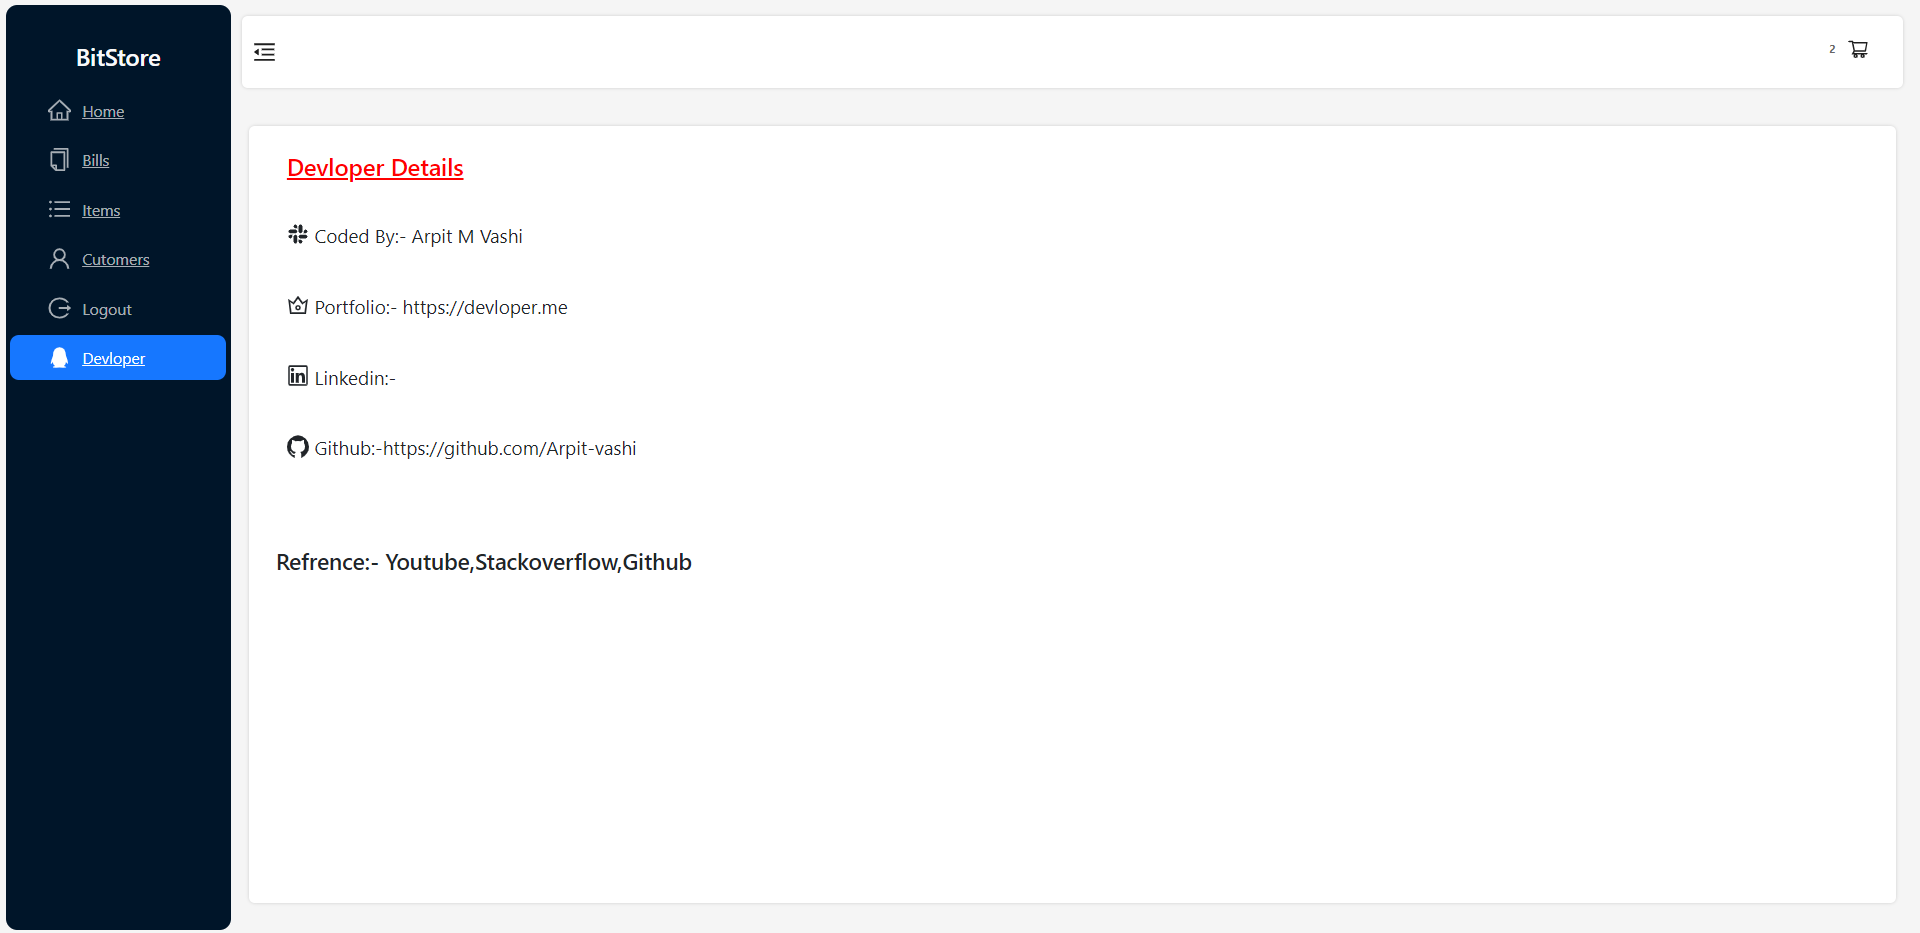 BitStore
Home
Bills
Items
Cutomers
Logout
Devloper
2
Devloper Details
Coded By:- Arpit M Vashi
Portfolio:- https://devloper.me
Linkedin:-
Github:-https://github.com/Arpit-vashi
Refrence:- Youtube,Stackoverflow,Github